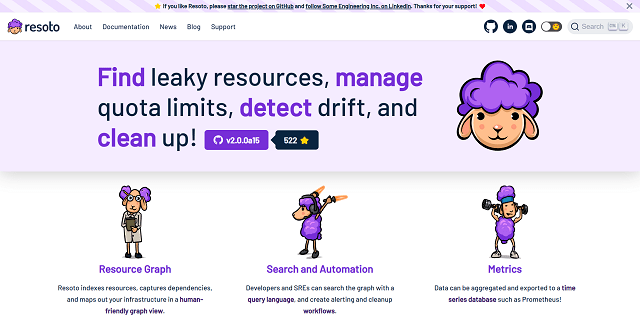 ⭐ If you like Resoto, please star the project on GitHub and follow Some Engineering Inc. on LinkedIn. Thanks for your support! ❤️
resoto About Documentation News Blog Support Search K
Find leaky resources, manage
quota limits, detect drift, and
clean up! v2.0.0a15 522 ⭐
Resource Graph
Resoto indexes resources, captures dependencies,
and maps out your infrastructure in a human-
friendly graph view.
Search and Automation
Developers and SREs can search the graph with a
query language, and create alerting and cleanup
workflows.
Metrics
Data can be aggregated and exported to a time
series database such as Prometheus!